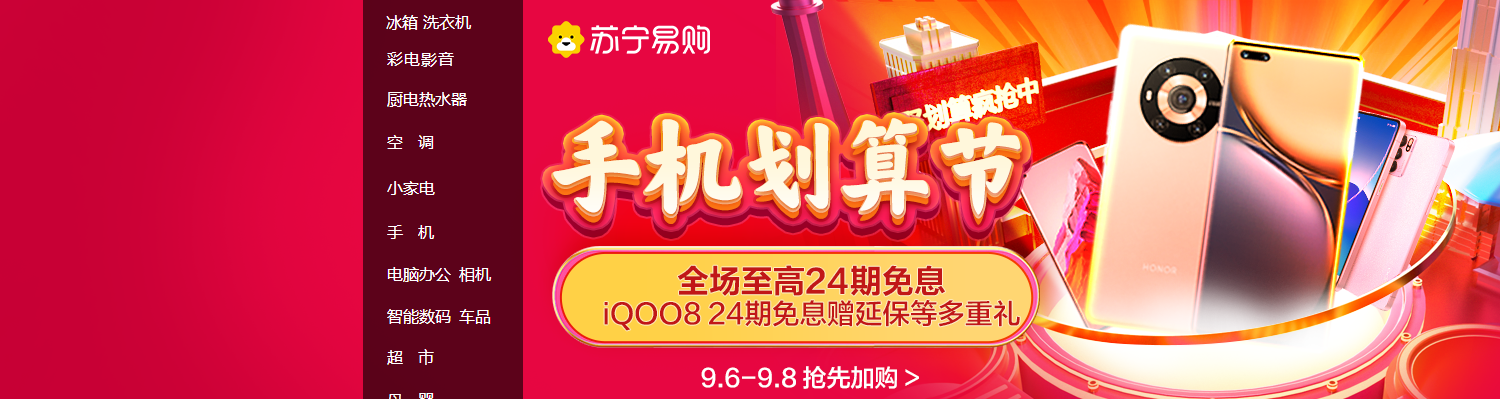 冰箱 洗衣机
彩电影音
厨电热水器
空 调
小家电
手 机
电脑办公 相机
智能数码 车品
超 市
苏宁易购
划算疯抢中
手机划算节
全场至高24期免息
iQOO8 24期免息赠延保等多重礼
9.6-9.8 抢先加购 >
HONOR